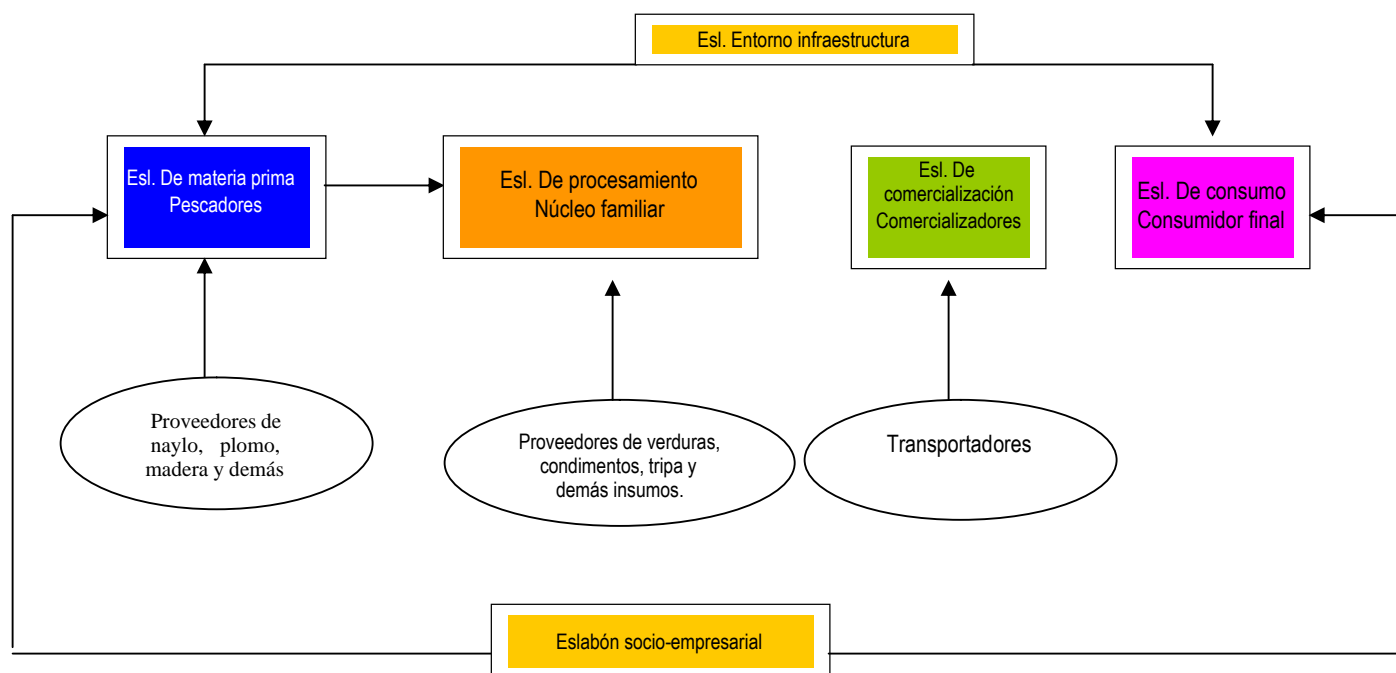 Esl. Entorno infraestructura
Esl. De materia prima
Pescadores
Esl. De procesamiento
Núcleo familiar
Esl. De
comercialización
Comercializadores
Esl. De consumo
Consumidor final
Proveedores de
naylo, plomo,
madera y demás
Proveedores de verduras,
condimentos, tripa y
demás insumos.
Transportadores
Eslabón socio-empresarial